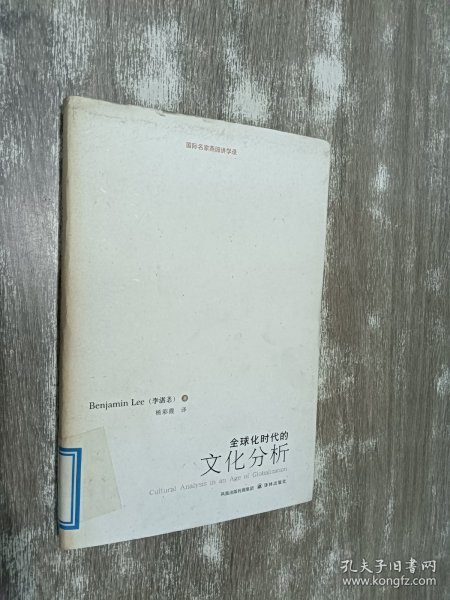 国际名家燕园讲学录
Benjamin Lee (李湛忞) 著
杨彩霞 译
全球化时代的
文化分析
Cultural Analysis in an Age of Globalization
凤凰出版传媒集团 译林出版社
孔夫子旧书网
www.kongfz.com